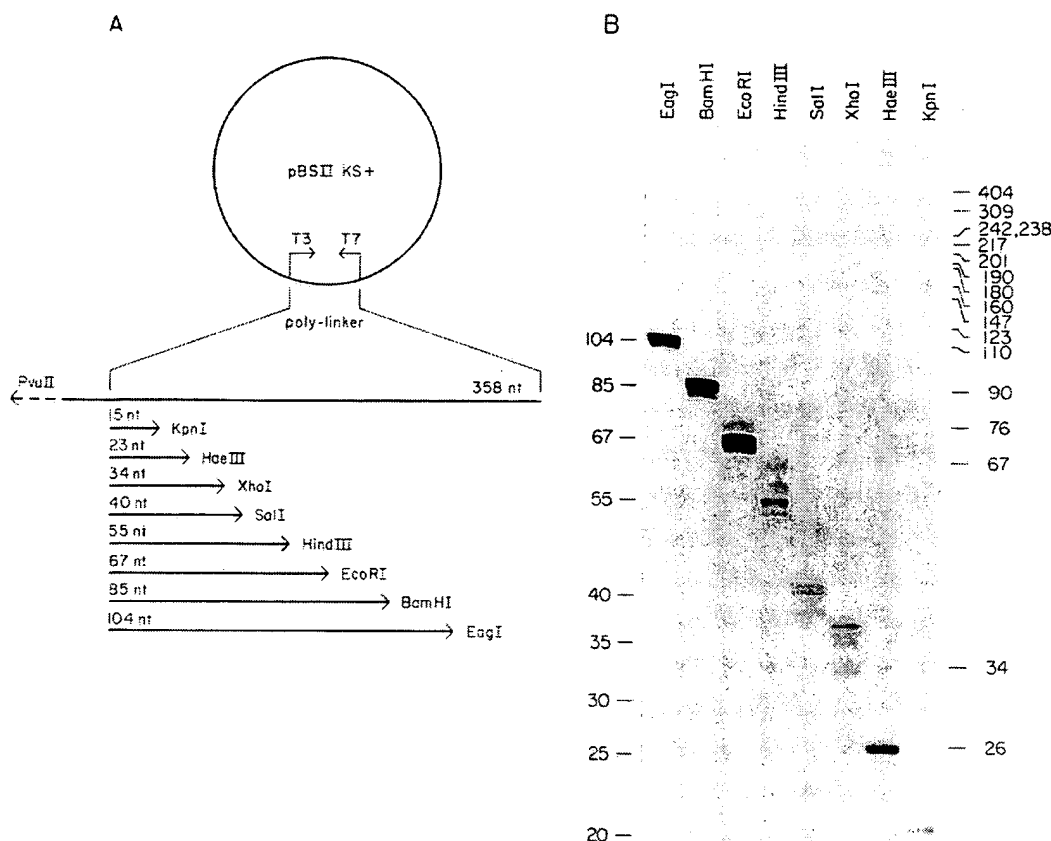 A
pBSII KS+
T3 T7
poly-linker
PvuII
358 nt
15 nt
KpnI
23 nt
HaeIII
34 nt
XhoI
40 nt
SalI
55 nt
HindIII
67 nt
EcoRI
85 nt
BamHI
104 nt
EagI
B
EagI
BamHI
EcoRI
HindIII
SalI
XhoI
HaeIII
KpnI
104
85
67
55
40
35
30
25
20
404
309
242,238
217
201
190
180
160
147
123
110
90
76
67
34
26